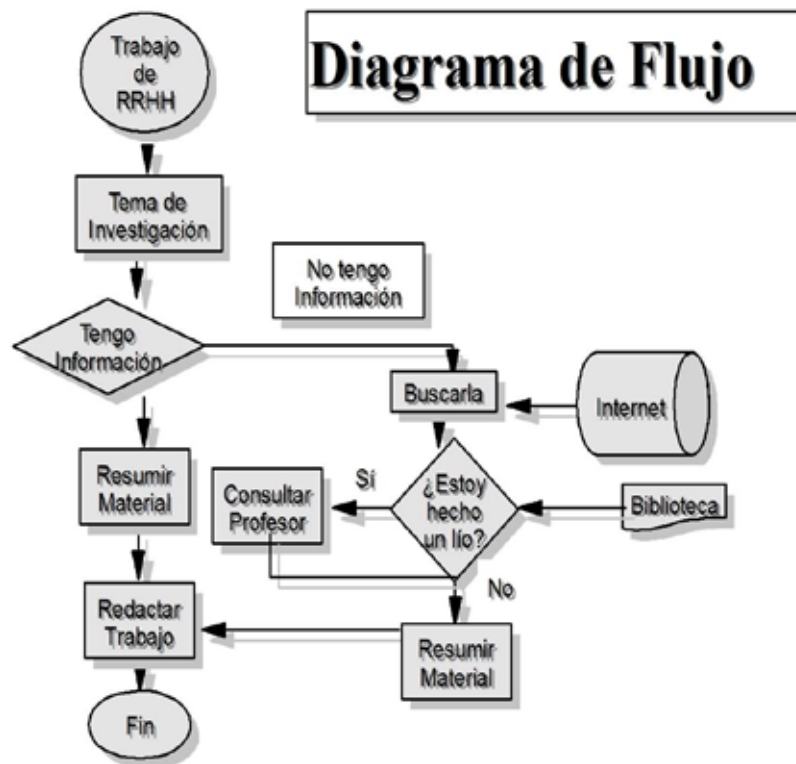 Diagrama de Flujo
Trabajo
de
RRHH
Tema de
Investigación
No tengo
Información
Tengo
Información
Buscarla
Internet
Resumir
Material
Consultar
Profesor
Sí
¿Estoy
hecho
un lío?
Biblioteca
No
Redactar
Trabajo
Resumir
Material
Fin